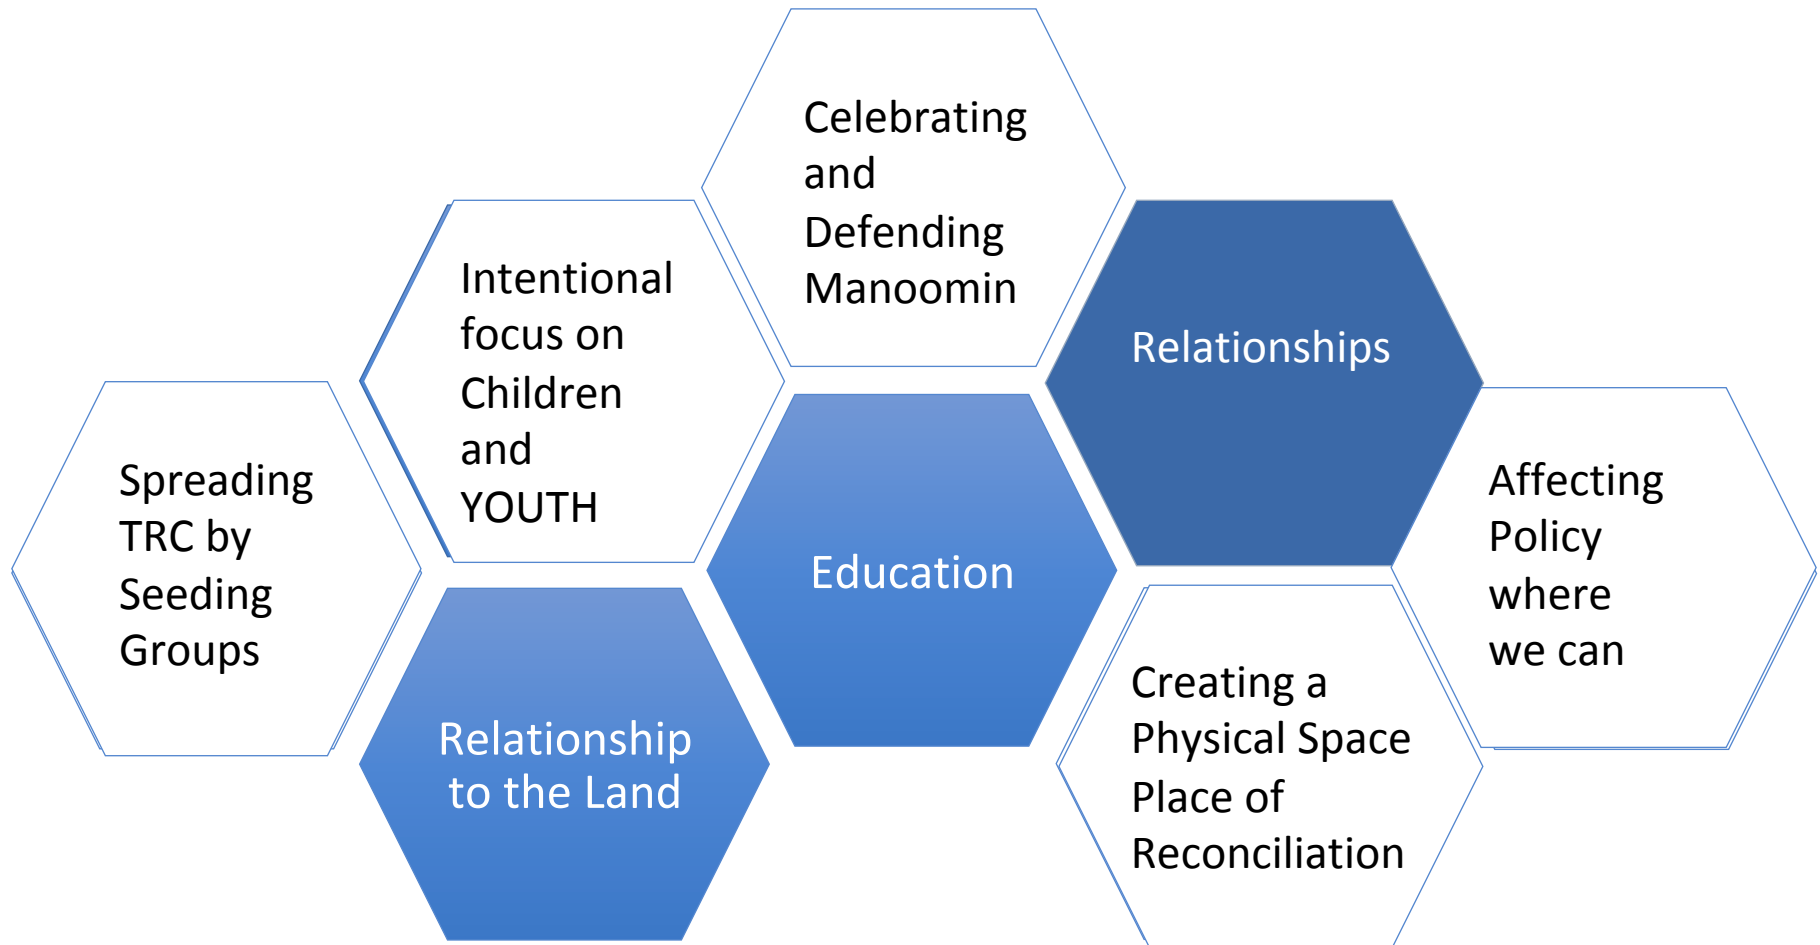 Celebrating
and
Defending
Manoomin
Intentional
focus on
Children
and
YOUTH
Relationships
Spreading
TRC by
Seeding
Groups
Education
Affecting
Policy
where
we can
Relationship
to the Land
Creating a
Physical Space
Place of
Reconciliation